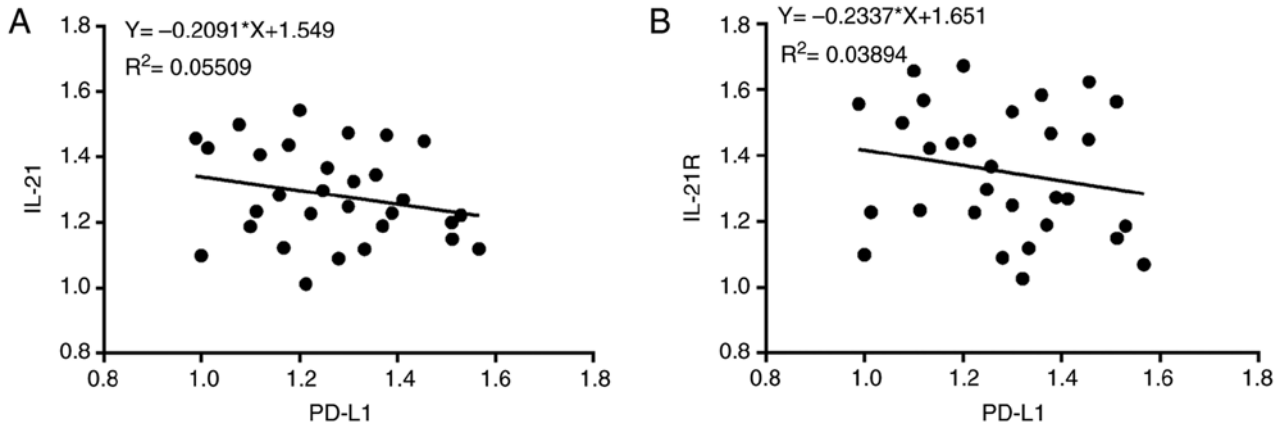 A
Y= –0.2091*X+1.549
R²= 0.05509
1.8
1.6
1.4
1.2
1.0
0.8
IL-21
0.8 1.0 1.2 1.4 1.6 1.8
PD-L1
B
Y= –0.2337*X+1.651
R²= 0.03894
1.8
1.6
1.4
1.2
1.0
0.8
IL-21R
0.8 1.0 1.2 1.4 1.6 1.8
PD-L1